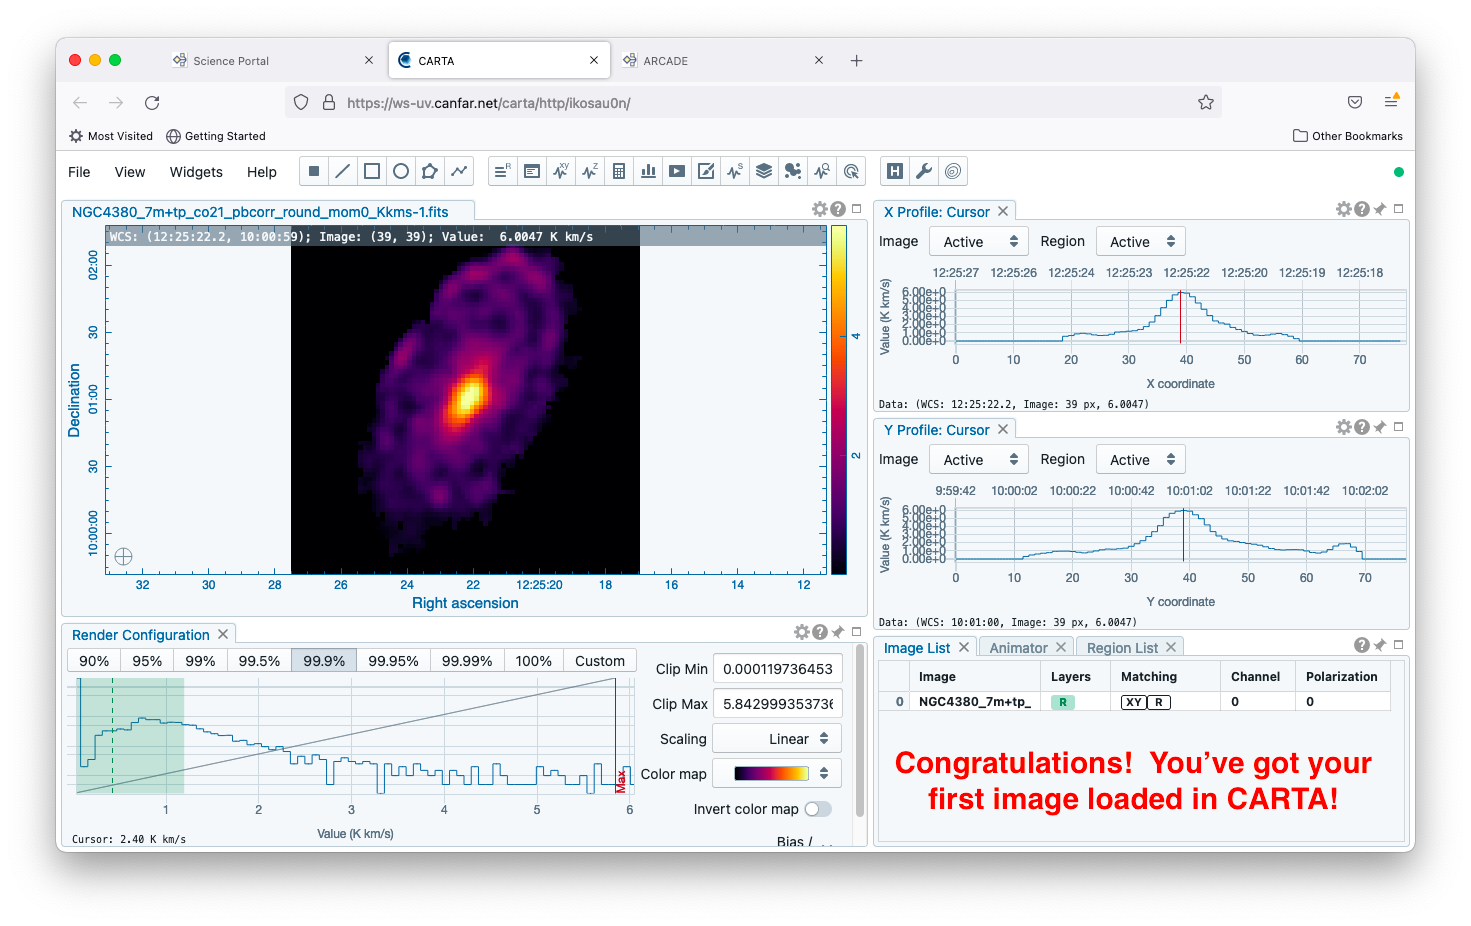 Science Portal
CARTA
ARCADE
https://ws-uv.canfar.net/carta/http/ikosau0n/
Most Visited
Getting Started
Other Bookmarks
File View Widgets Help
NGC4380_7m+tp_co21_pbcorr_round_mom0_Kkms-1.fits
WCS: (12:25:22.2, 10:00:59); Image: (39, 39); Value: 6.0047 K km/s
02:00
30
01:00
30
10:00:00
Declination
4
2
32 30 28 26 24 22 12:25:20 18 16 14 12
Right ascension
Render Configuration
90% 95% 99% 99.5% 99.9% 99.95% 99.99% 100% Custom
Max
1 2 3 4 5 6
Value (K km/s)
Cursor: 2.40 K km/s
Clip Min 0.000119736453
Clip Max 5.842999353736
Scaling Linear
Color map
Invert color map
Bias /
X Profile: Cursor
Image Active Region Active
12:25:27 12:25:26 12:25:24 12:25:23 12:25:22 12:25:20 12:25:19 12:25:18
Value (K km/s)
6.00e+0
5.00e+0
4.00e+0
3.00e+0
2.00e+0
1.00e+0
0.00e+0
0 10 20 30 40 50 60 70
X coordinate
Data: (WCS: 12:25:22.2, Image: 39 px, 6.0047)
Y Profile: Cursor
Image Active Region Active
9:59:42 10:00:02 10:00:22 10:00:42 10:01:02 10:01:22 10:01:42 10:02:02
Value (K km/s)
6.00e+0
5.00e+0
4.00e+0
3.00e+0
2.00e+0
1.00e+0
0.00e+0
0 10 20 30 40 50 60 70
Y coordinate
Data: (WCS: 10:01:00, Image: 39 px, 6.0047)
Image List
Animator
Region List
Image Layers Matching Channel Polarization
0 NGC4380_7m+tp_ R XY R 0 0
Congratulations! You've got your
first image loaded in CARTA!